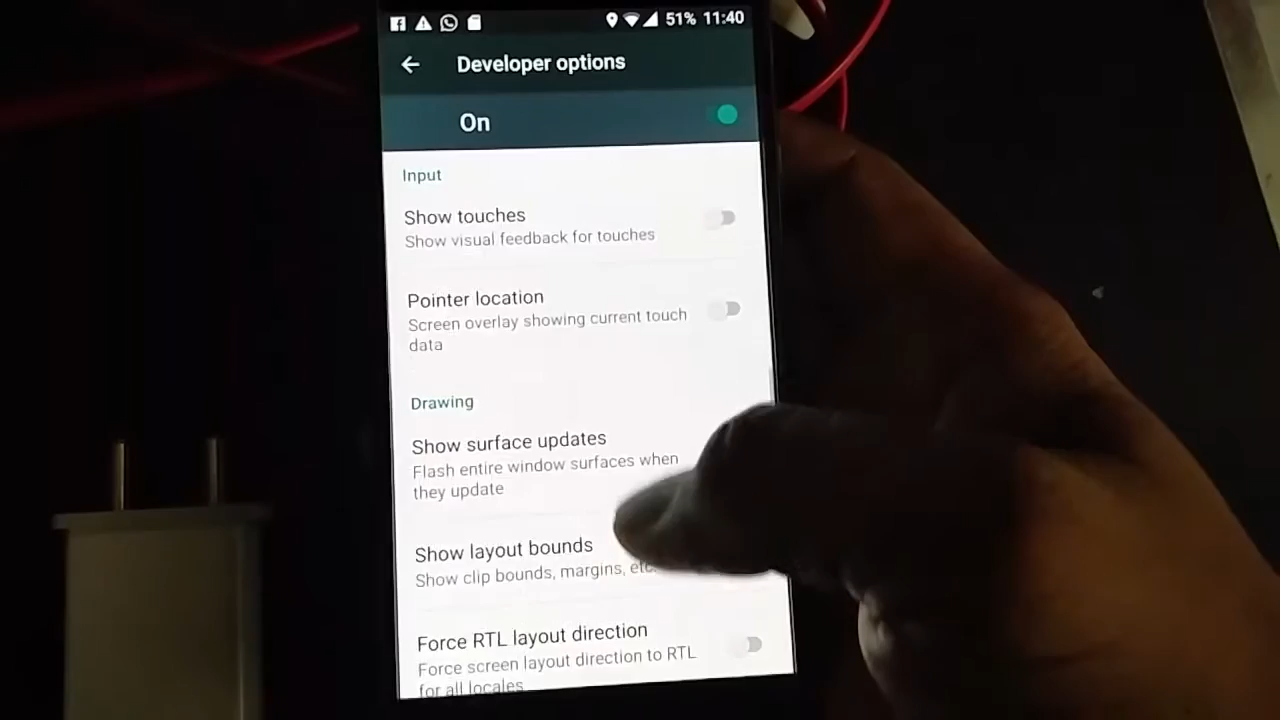 51% 11:40
Developer options
On
Input
Show touches
Show visual feedback for touches
Pointer location
Screen overlay showing current touch
data
Drawing
Show surface updates
Flash entire window surfaces when
they update
Show layout bounds
Show clip bounds, margins, etc.
Force RTL layout direction
Force screen layout direction to RTL
for all locales